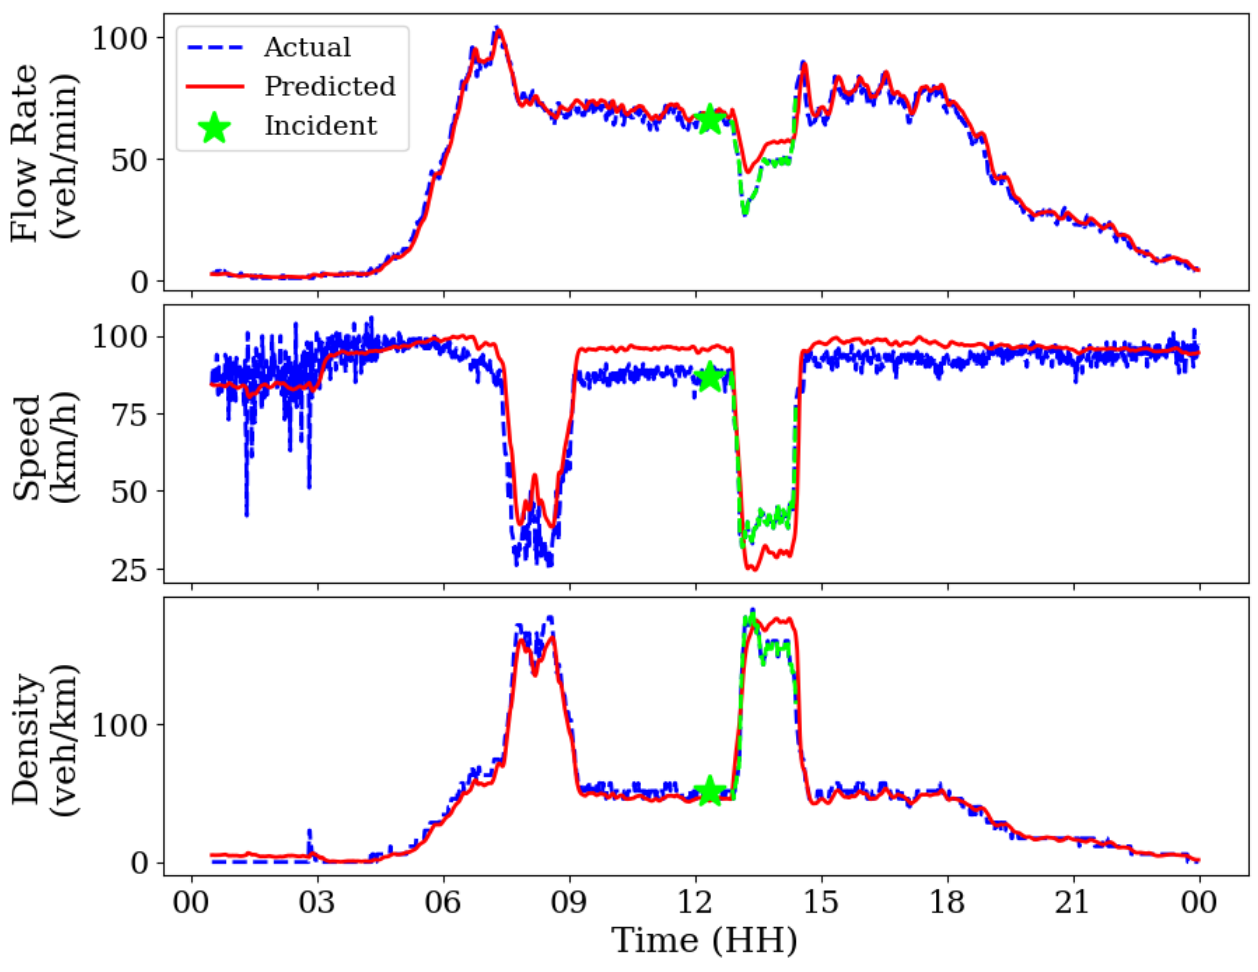 Flow Rate
(veh/min)
100
50
0
Actual
Predicted
Incident
Speed
(km/h)
100
75
50
25
Density
(veh/km)
100
0
00 03 06 09 12 15 18 21 00
Time (HH)